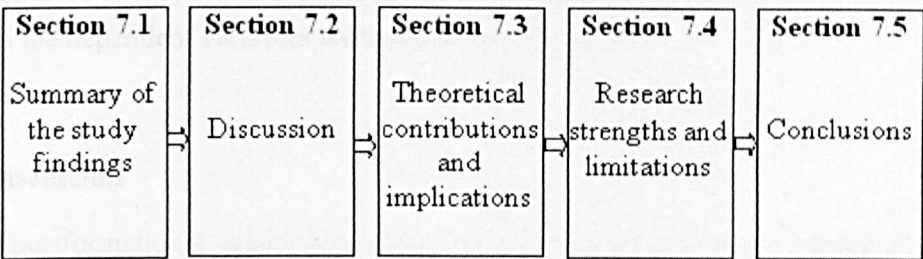 Section 7.1
Summary of
the study
findings
Section 7.2
Discussion
Section 7.3
Theoretical
contributions
and
implications
Section 7.4
Research
strengths and
limitations
Section 7.5
Conclusions